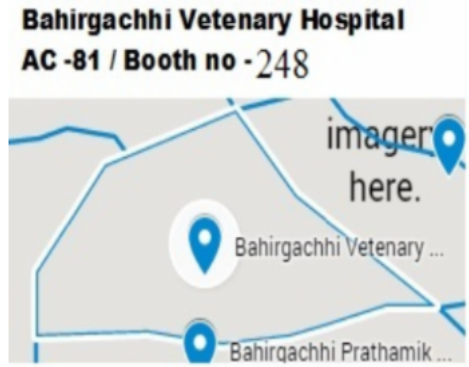 Bahirgachhi Vetenary Hospital
AC -81 / Booth no -248
imager
here.
Bahirgachhi Vetenary ...
Bahirgachhi Prathamik ...